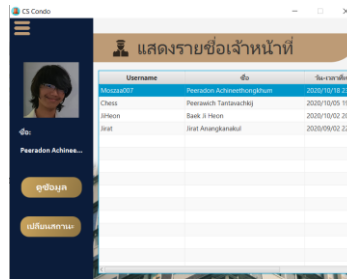 CS Condo
แสดงรายชื่อเจ้าหน้าที่
Username ชื่อ
Moszaa007 Peeradon Achineethongkhum 2020/10/18
Chess Peerawich Tantavachkij 2020/10/05
JiHeon Baek Ji Heon 2020/10/02
Jirat Jirat Anangkanakul 2020/09/02
ชื่อ:
Peeradon Achinee...
ดูข้อมูล
เปลี่ยนสถานะ